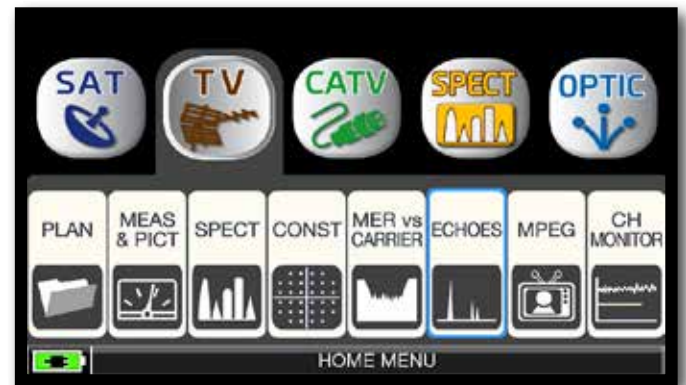 SAT
TV
CATV
SPECT
OPTIC
PLAN
MEAS
& PICT
SPECT
CONST
MER vs
CARRIER
ECHOES
MPEG
CH
MONITOR
HOME MENU